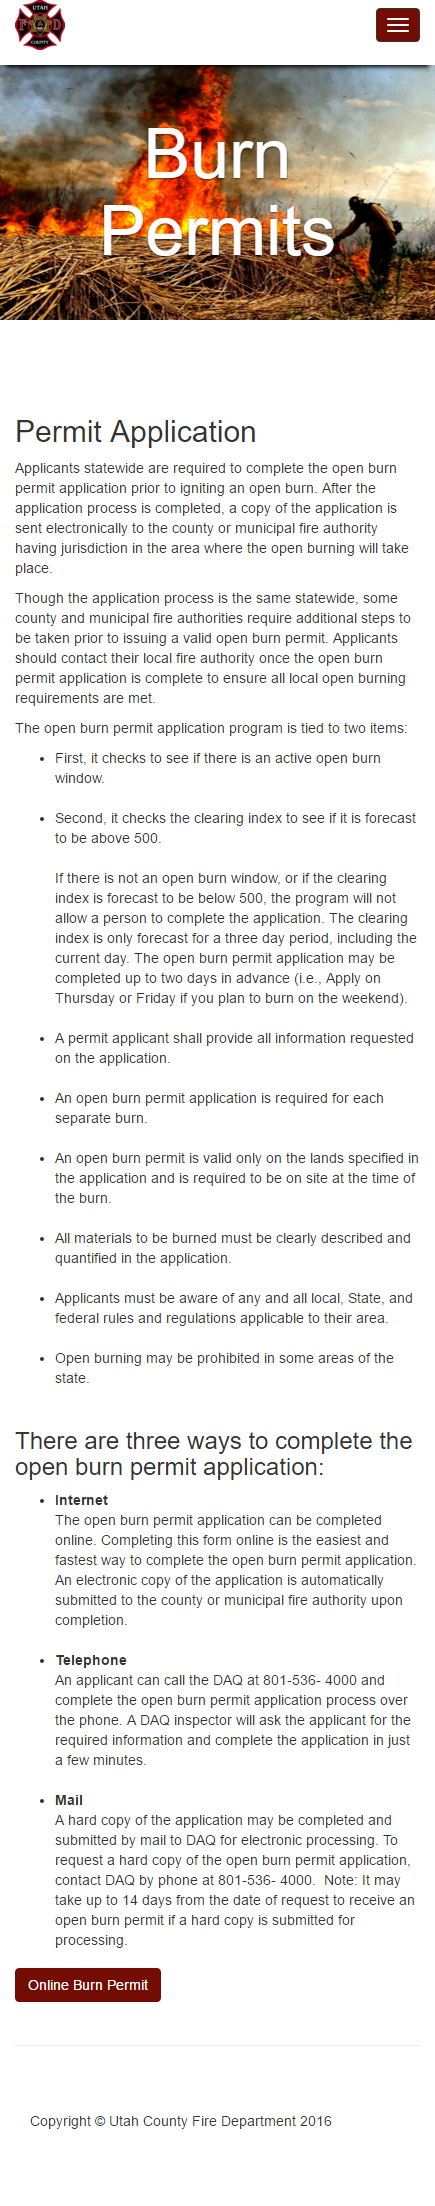 UTAH
F D
COUNTY
Burn
Permits
Permit Application
Applicants statewide are required to complete the open burn
permit application prior to igniting an open burn. After the
application process is completed, a copy of the application is
sent electronically to the county or municipal fire authority
having jurisdiction in the area where the open burning will take
place.
Though the application process is the same statewide, some
county and municipal fire authorities require additional steps to
be taken prior to issuing a valid open burn permit. Applicants
should contact their local fire authority once the open burn
permit application is complete to ensure all local open burning
requirements are met.
The open burn permit application program is tied to two items:
• First, it checks to see if there is an active open burn
window.
• Second, it checks the clearing index to see if it is forecast
to be above 500.
If there is not an open burn window, or if the clearing
index is forecast to be below 500, the program will not
allow a person to complete the application. The clearing
index is only forecast for a three day period, including the
current day. The open burn permit application may be
completed up to two days in advance (i.e., Apply on
Thursday or Friday if you plan to burn on the weekend).
• A permit applicant shall provide all information requested
on the application.
• An open burn permit application is required for each
separate burn.
• An open burn permit is valid only on the lands specified in
the application and is required to be on site at the time of
the burn.
• All materials to be burned must be clearly described and
quantified in the application.
• Applicants must be aware of any and all local, State, and
federal rules and regulations applicable to their area.
• Open burning may be prohibited in some areas of the
state.
There are three ways to complete the
open burn permit application:
• Internet
The open burn permit application can be completed
online. Completing this form online is the easiest and
fastest way to complete the open burn permit application.
An electronic copy of the application is automatically
submitted to the county or municipal fire authority upon
completion.
• Telephone
An applicant can call the DAQ at 801-536- 4000 and
complete the open burn permit application process over
the phone. A DAQ inspector will ask the applicant for the
required information and complete the application in just
a few minutes.
• Mail
A hard copy of the application may be completed and
submitted by mail to DAQ for electronic processing. To
request a hard copy of the open burn permit application,
contact DAQ by phone at 801-536- 4000.  Note: It may
take up to 14 days from the date of request to receive an
open burn permit if a hard copy is submitted for
processing.
Online Burn Permit
Copyright © Utah County Fire Department 2016